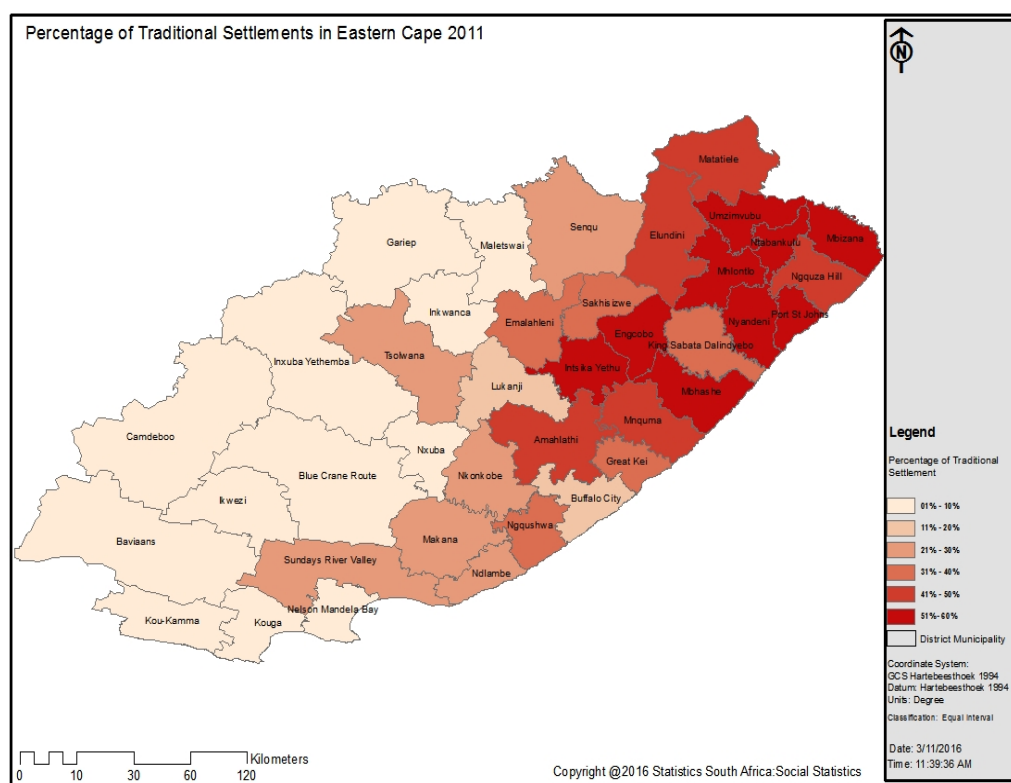 Percentage of Traditional Settlements in Eastern Cape 2011
N
Matatiele
Umzimvubu
Ntabankulu
Mbizana
Senqu
Elundini
Gariep
Maletswai
Mhlontlo
Ngquza Hill
Sakhisizwe
Inkwanca
Emalahleni
Port St Johns
Nyandeni
Engcobo
King Sabata Dalindyebo
Tsolwana
Inxuba Yethemba
Intsika Yethu
Lukanji
Mbhashe
Mnquma
Camdeboo
Amahlathi
Nxuba
Great Kei
Blue Crane Route
Nkonkobe
Ikwezi
Buffalo City
Ngqushwa
Baviaans
Makana
Sundays River Valley
Ndlambe
Nelson Mandela Bay
Kou-Kamma
Kouga
Legend
Percentage of Traditional
Settlement
01% - 10%
11% - 20%
21% - 30%
31% - 40%
41% - 50%
51% - 60%
District Municipality
Coordinate System:
GCS Hartebeesthoek 1994
Datum: Hartebeesthoek 1994
Units: Degree
Classification: Equal Interval
Date: 3/11/2016
Time: 11:39:36 AM
Kilometers
0 10 30 60 120
Copyright @2016 Statistics South Africa:Social Statistics